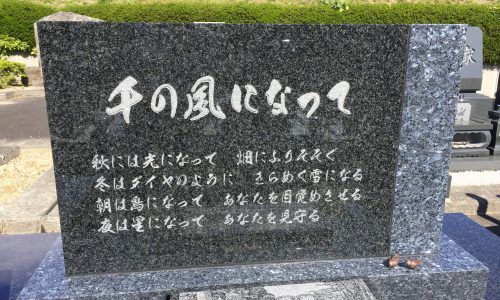 千の風になって
秋には光になって 畑にふりそそぐ
冬はダイヤのように きらめく雪になる
朝は鳥になって あなたを目覚めさせる
夜は星になって あなたを見守る
家